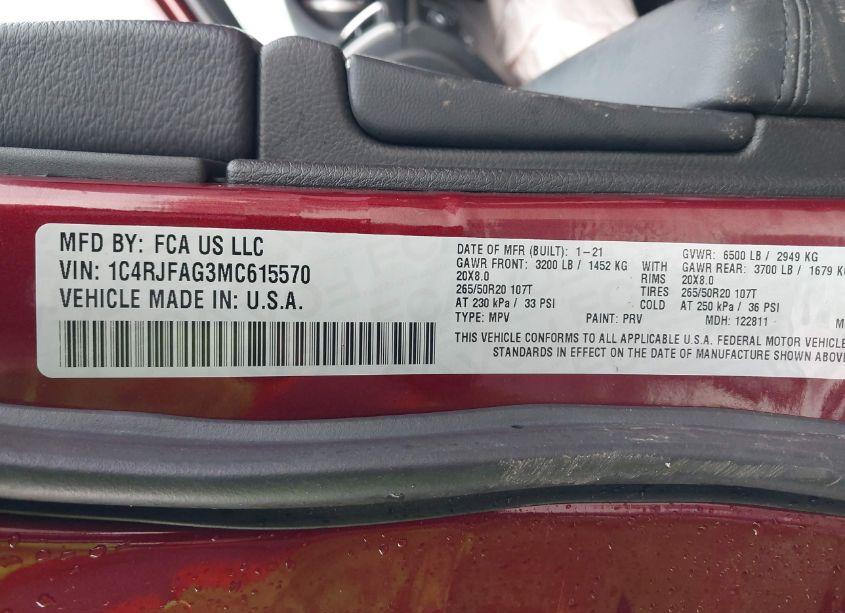 MFD BY: FCA US LLC
VIN: 1C4RJFAG3MC615570
VEHICLE MADE IN: U.S.A.
DATE OF MFR (BUILT): 1-21 GVWR: 6500 LB / 2949 KG
GAWR FRONT: 3200 LB / 1452 KG WITH GAWR REAR: 3700 LB / 1679 KG
20X8.0 RIMS 20X8.0
265/50R20 107T TIRES 265/50R20 107T
AT 230 kPa / 33 PSI COLD AT 250 kPa / 36 PSI
TYPE: MPV PAINT: PRV MDH: 122811
THIS VEHICLE CONFORMS TO ALL APPLICABLE U.S.A. FEDERAL MOTOR VEHICLE
STANDARDS IN EFFECT ON THE DATE OF MANUFACTURE SHOWN ABOVE